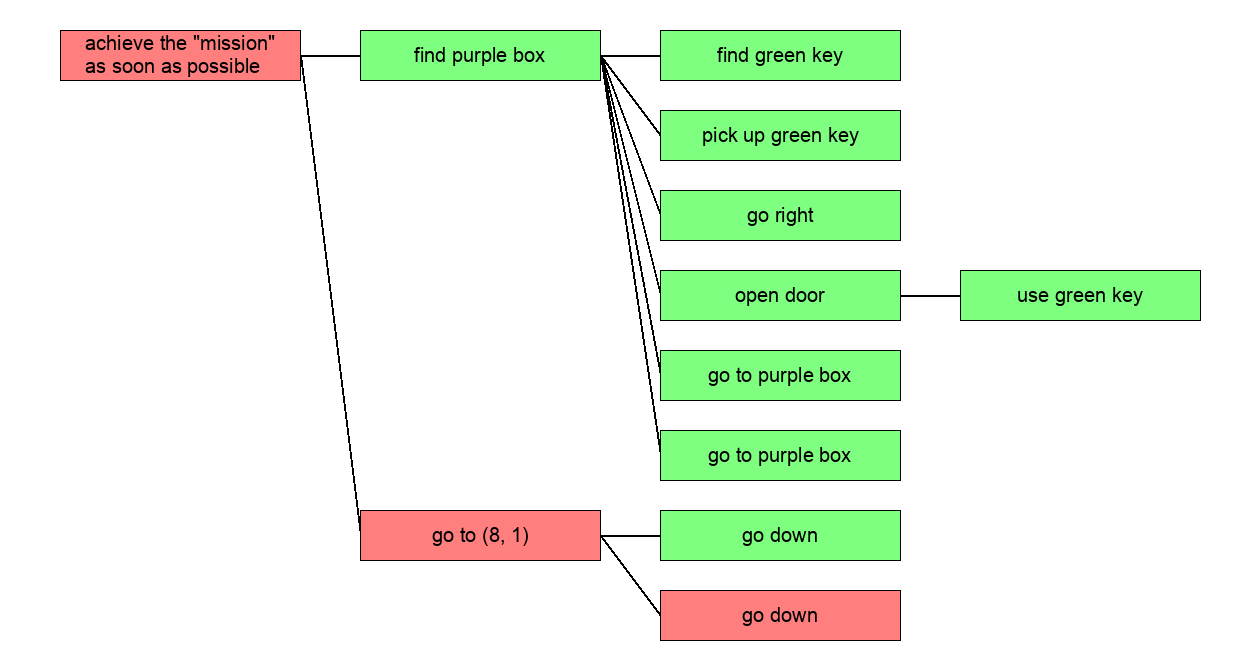 achieve the "mission"
as soon as possible
find purple box
find green key
pick up green key
go right
open door
use green key
go to purple box
go to purple box
go to (8, 1)
go down
go down